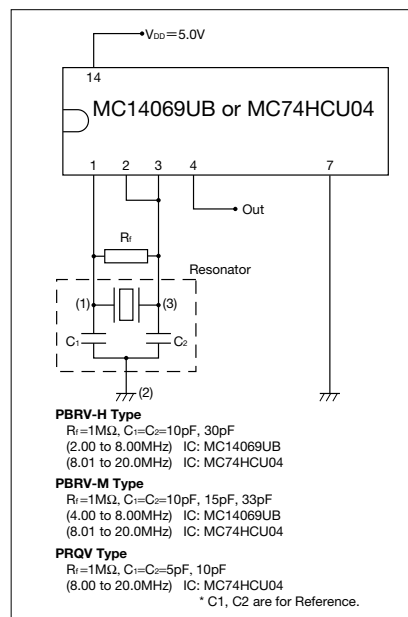 V_DD=5.0V
14
MC14069UB or MC74HCU04
1 2 3 4 7
Out
Rf
Resonator
(1) (3)
C1 C2
(2)
PBRV-H Type
Rf=1MΩ, C1=C2=10pF, 30pF
(2.00 to 8.00MHz) IC: MC14069UB
(8.01 to 20.0MHz) IC: MC74HCU04
PBRV-M Type
Rf=1MΩ, C1=C2=10pF, 15pF, 33pF
(4.00 to 8.00MHz) IC: MC14069UB
(8.01 to 20.0MHz) IC: MC74HCU04
PRQV Type
Rf=1MΩ, C1=C2=5pF, 10pF
(8.00 to 20.0MHz) IC: MC74HCU04
* C1, C2 are for Reference.